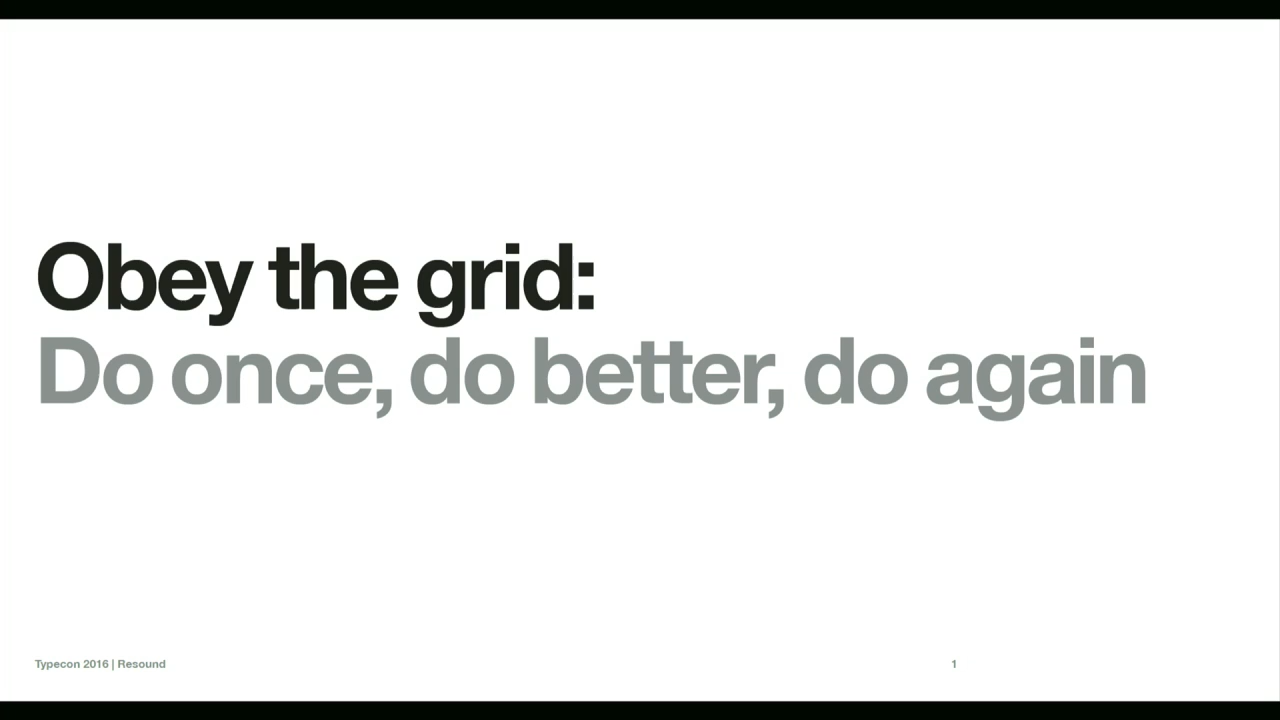 Obey the grid:
Do once, do better, do again
Typecon 2016 | Resound
1